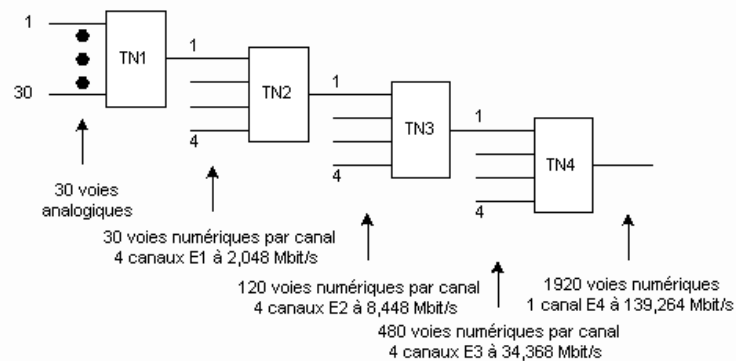 1
30
TN1
30 voies
analogiques
1
4
TN2
30 voies numériques par canal
4 canaux E1 à 2,048 Mbit/s
1
4
TN3
120 voies numériques par canal
4 canaux E2 à 8,448 Mbit/s
1
4
TN4
480 voies numériques par canal
4 canaux E3 à 34,368 Mbit/s
1920 voies numériques
1 canal E4 à 139,264 Mbit/s